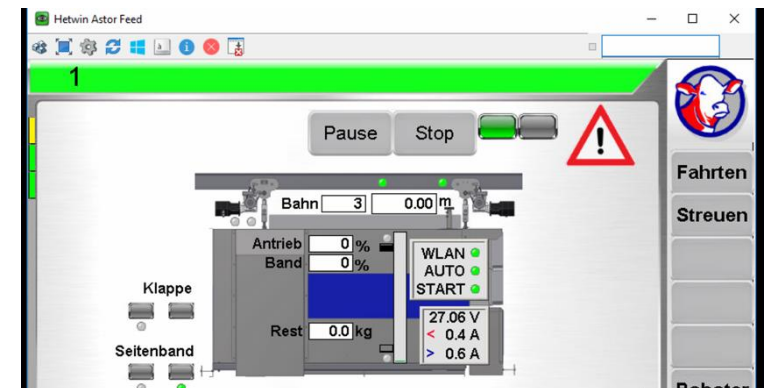 Hetwin Astor Feed
1
Pause Stop
Fahrten
Streuen
Bahn 3 0.00 m
Antrieb 0 %
Band 0 %
WLAN
AUTO
START
Klappe
27.06 V
< 0.4 A
> 0.6 A
Rest 0.0 kg
Seitenband